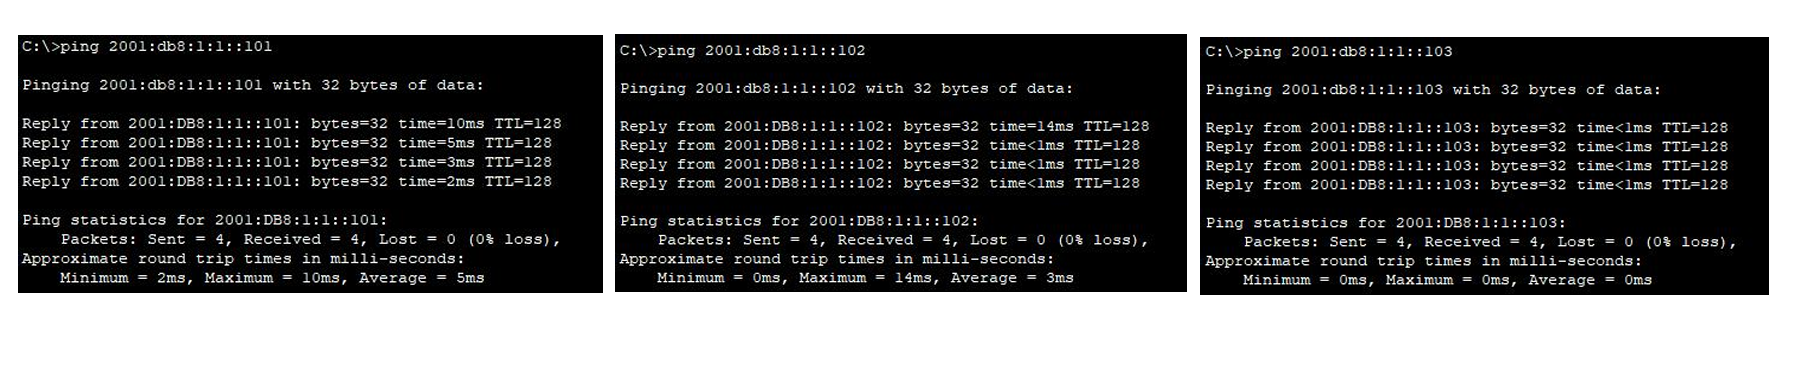 C:\>ping 2001:db8:1:1::101
Pinging 2001:db8:1:1::101 with 32 bytes of data:
Reply from 2001:DB8:1:1::101: bytes=32 time=10ms TTL=128
Reply from 2001:DB8:1:1::101: bytes=32 time=5ms TTL=128
Reply from 2001:DB8:1:1::101: bytes=32 time=3ms TTL=128
Reply from 2001:DB8:1:1::101: bytes=32 time=2ms TTL=128
Ping statistics for 2001:DB8:1:1::101:
Packets: Sent = 4, Received = 4, Lost = 0 (0% loss),
Approximate round trip times in milli-seconds:
Minimum = 2ms, Maximum = 10ms, Average = 5ms
C:\>ping 2001:db8:1:1::102
Pinging 2001:db8:1:1::102 with 32 bytes of data:
Reply from 2001:DB8:1:1::102: bytes=32 time=14ms TTL=128
Reply from 2001:DB8:1:1::102: bytes=32 time<1ms TTL=128
Reply from 2001:DB8:1:1::102: bytes=32 time<1ms TTL=128
Reply from 2001:DB8:1:1::102: bytes=32 time<1ms TTL=128
Ping statistics for 2001:DB8:1:1::102:
Packets: Sent = 4, Received = 4, Lost = 0 (0% loss),
Approximate round trip times in milli-seconds:
Minimum = 0ms, Maximum = 14ms, Average = 3ms
C:\>ping 2001:db8:1:1::103
Pinging 2001:db8:1:1::103 with 32 bytes of data:
Reply from 2001:DB8:1:1::103: bytes=32 time<1ms TTL=128
Reply from 2001:DB8:1:1::103: bytes=32 time<1ms TTL=128
Reply from 2001:DB8:1:1::103: bytes=32 time<1ms TTL=128
Reply from 2001:DB8:1:1::103: bytes=32 time<1ms TTL=128
Ping statistics for 2001:DB8:1:1::103:
Packets: Sent = 4, Received = 4, Lost = 0 (0% loss),
Approximate round trip times in milli-seconds:
Minimum = 0ms, Maximum = 0ms, Average = 0ms